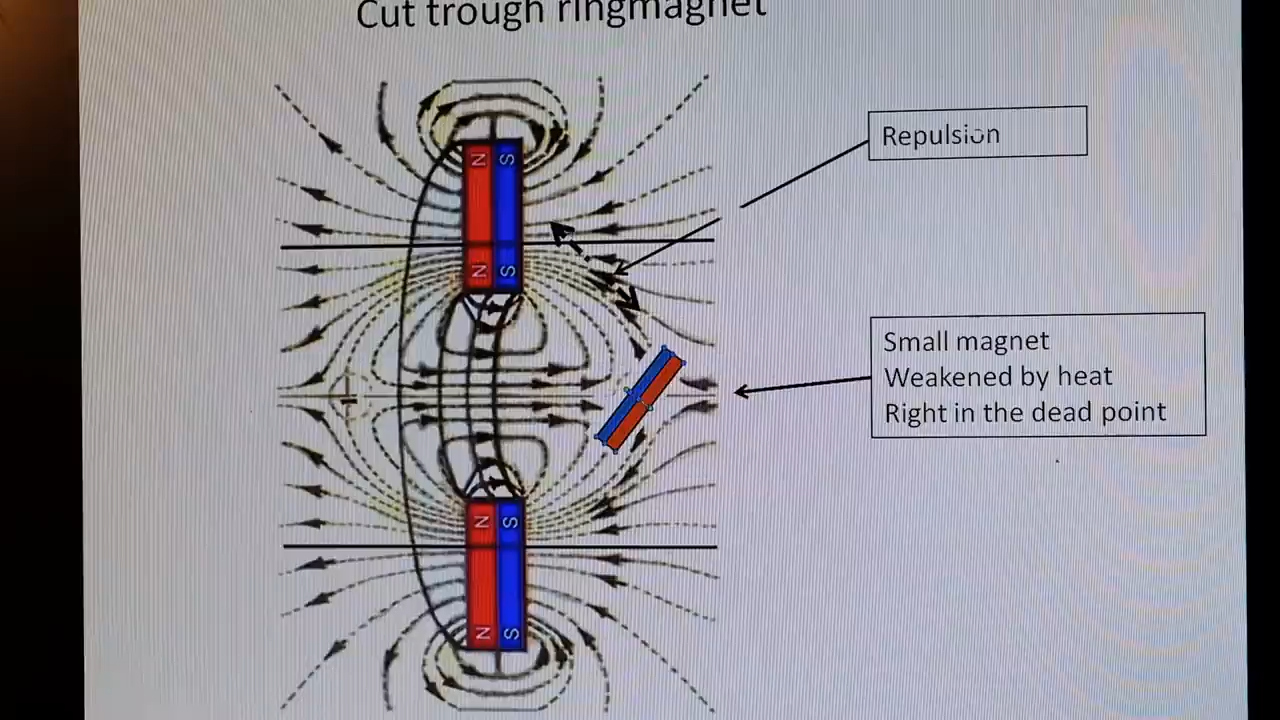 Cut trough ringmagnet
Repulsion
Small magnet
Weakened by heat
Right in the dead point
N S
N S
N S
N S